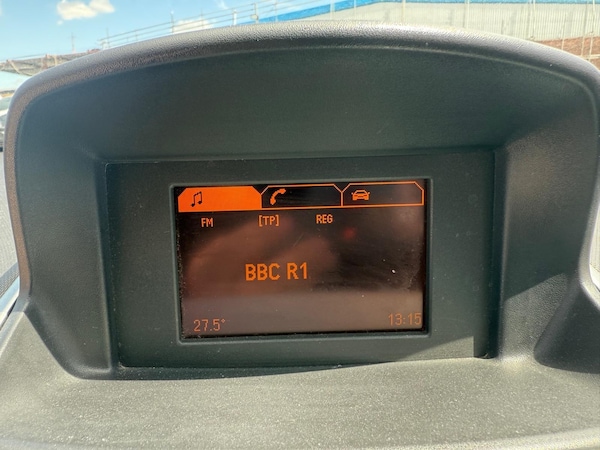 FM [TP] REG
BBC R1
27.5° 13:15